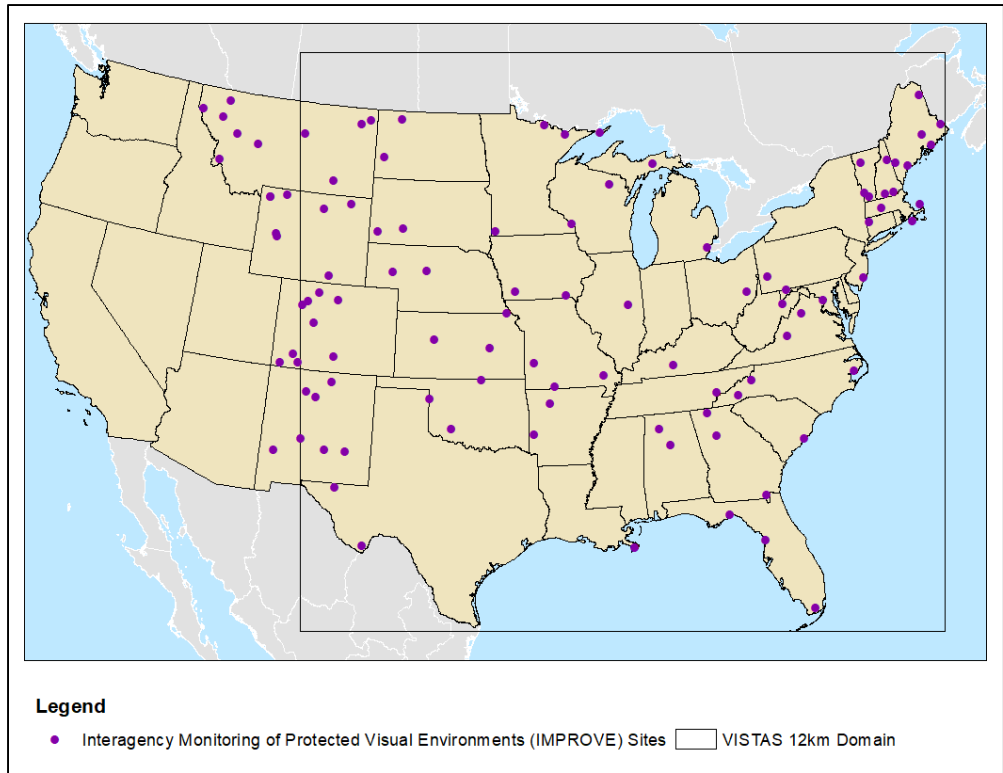 Legend
Interagency Monitoring of Protected Visual Environments (IMPROVE) Sites VISTAS 12km Domain